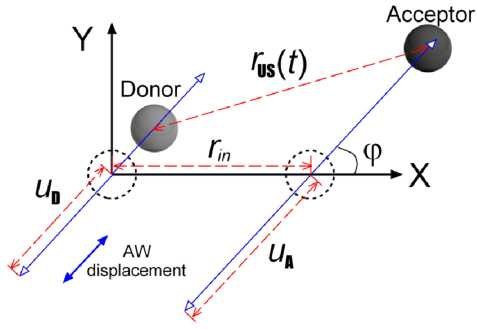 Acceptor
Y
r_US(t)
Donor
r_in
φ
X
u_D
u_A
AW
displacement